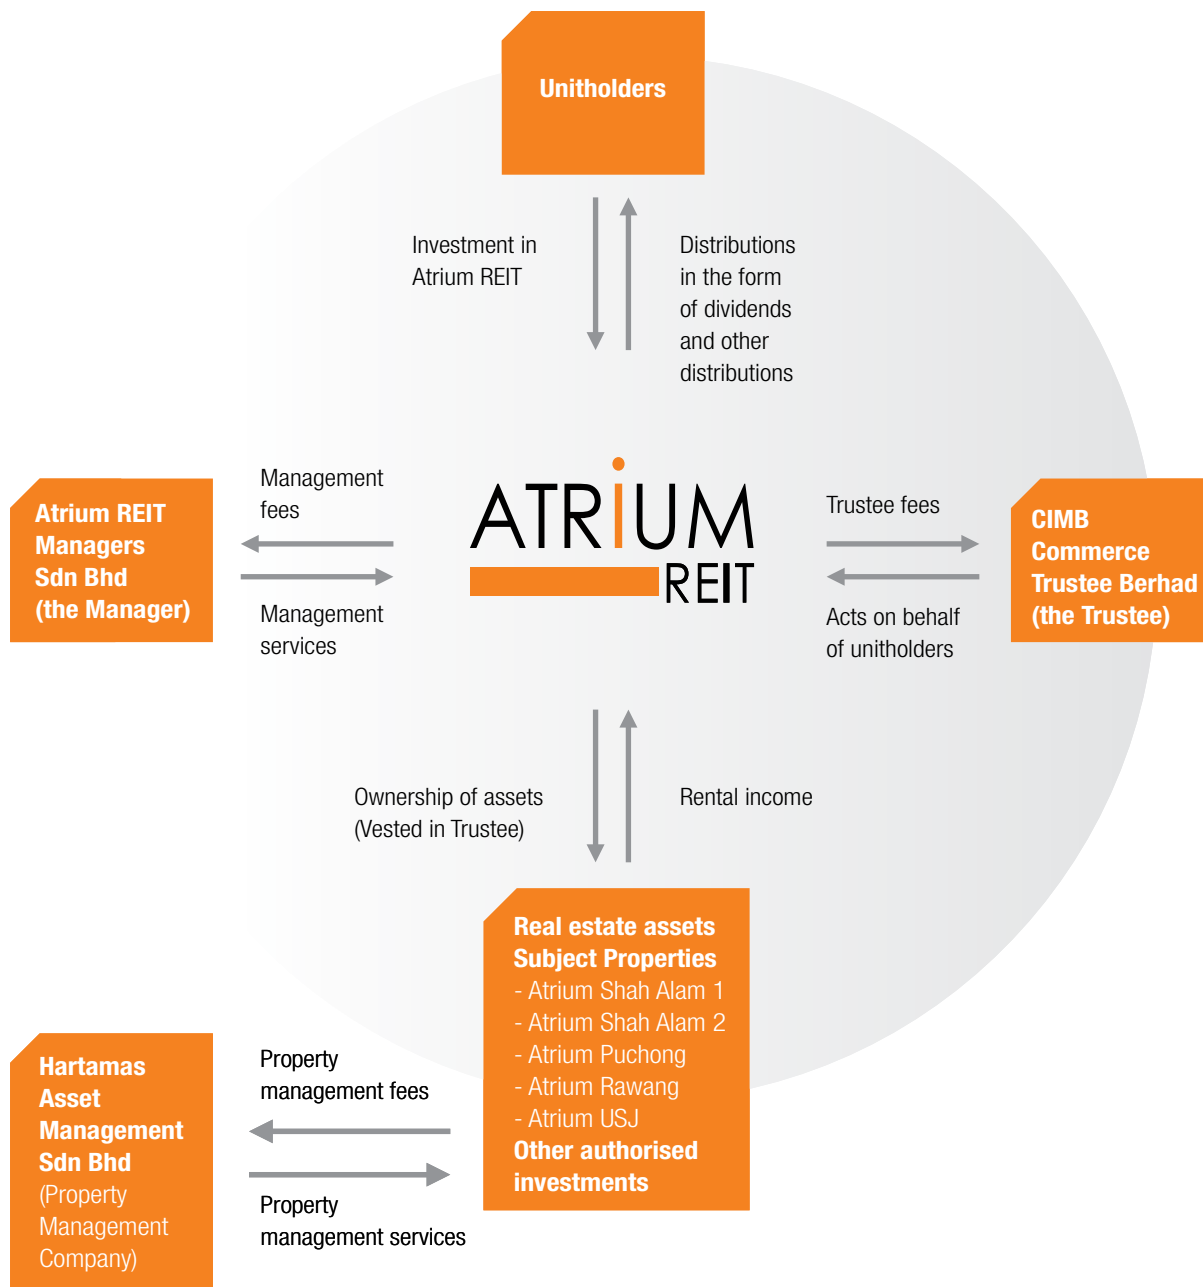 Unitholders
Investment in
Atrium REIT
Distributions
in the form
of dividends
and other
distributions
Management
fees
Atrium REIT
Managers
Sdn Bhd
(the Manager)
Management
services
ATRiUM
REIT
Trustee fees
CIMB
Commerce
Trustee Berhad
(the Trustee)
Acts on behalf
of unitholders
Ownership of assets
(Vested in Trustee)
Rental income
Real estate assets
Subject Properties
- Atrium Shah Alam 1
- Atrium Shah Alam 2
- Atrium Puchong
- Atrium Rawang
- Atrium USJ
Other authorised
investments
Hartamas
Asset
Management
Sdn Bhd
(Property
Management
Company)
Property
management fees
Property
management services